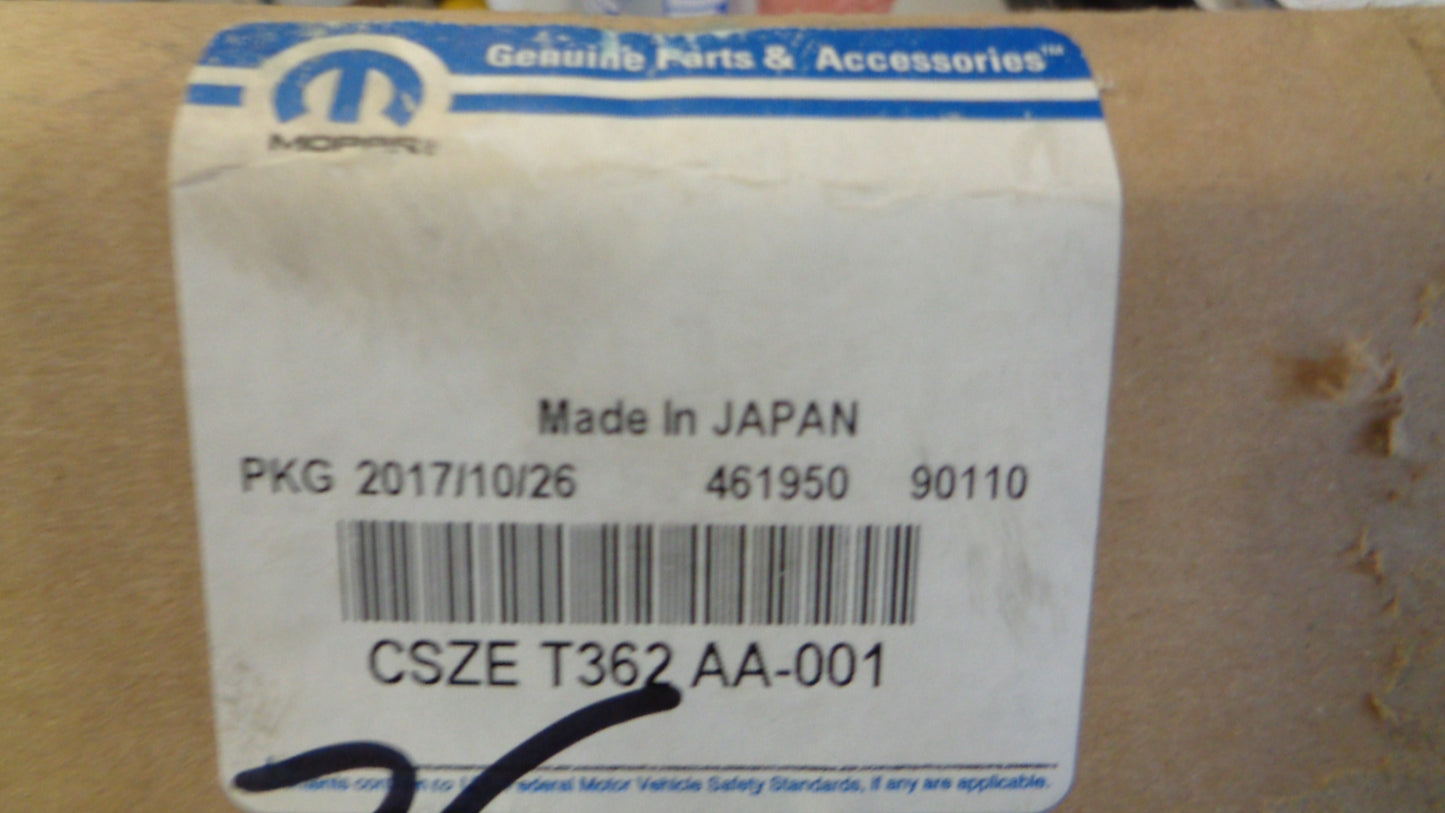 Genuine Parts & Accessories™
MOPAR
Made In JAPAN
PKG 2017/10/26 461950 90110
CSZE T362 AA-001
Federal Motor Vehicle Safety Standards, if any are applicable.